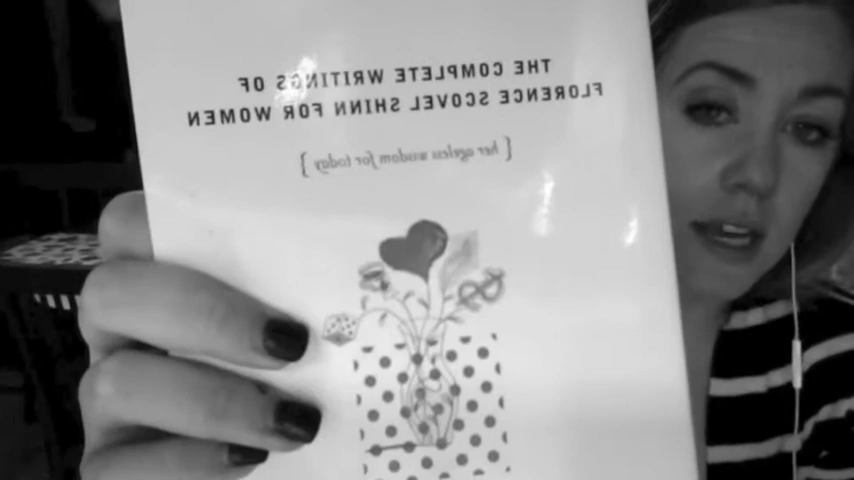 THE COMPLETE WRITINGS OF
FLORENCE SCOVEL SHINN FOR WOMEN
{ her ageless wisdom for today }